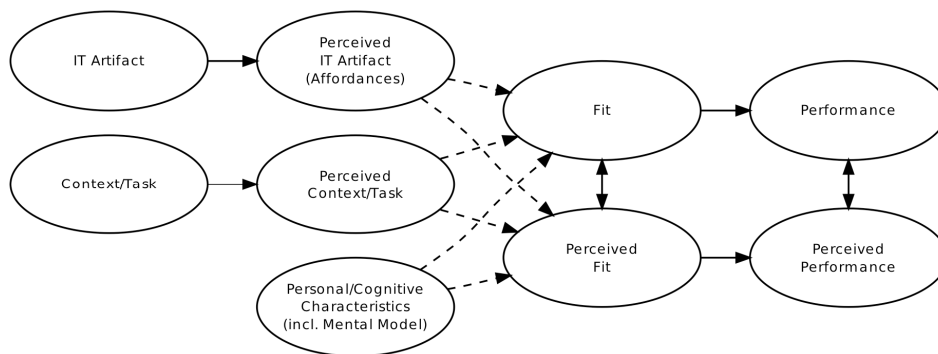 IT Artifact
Perceived
IT Artifact
(Affordances)
Fit
Performance
Context/Task
Perceived
Context/Task
Perceived
Fit
Perceived
Performance
Personal/Cognitive
Characteristics
(incl. Mental Model)